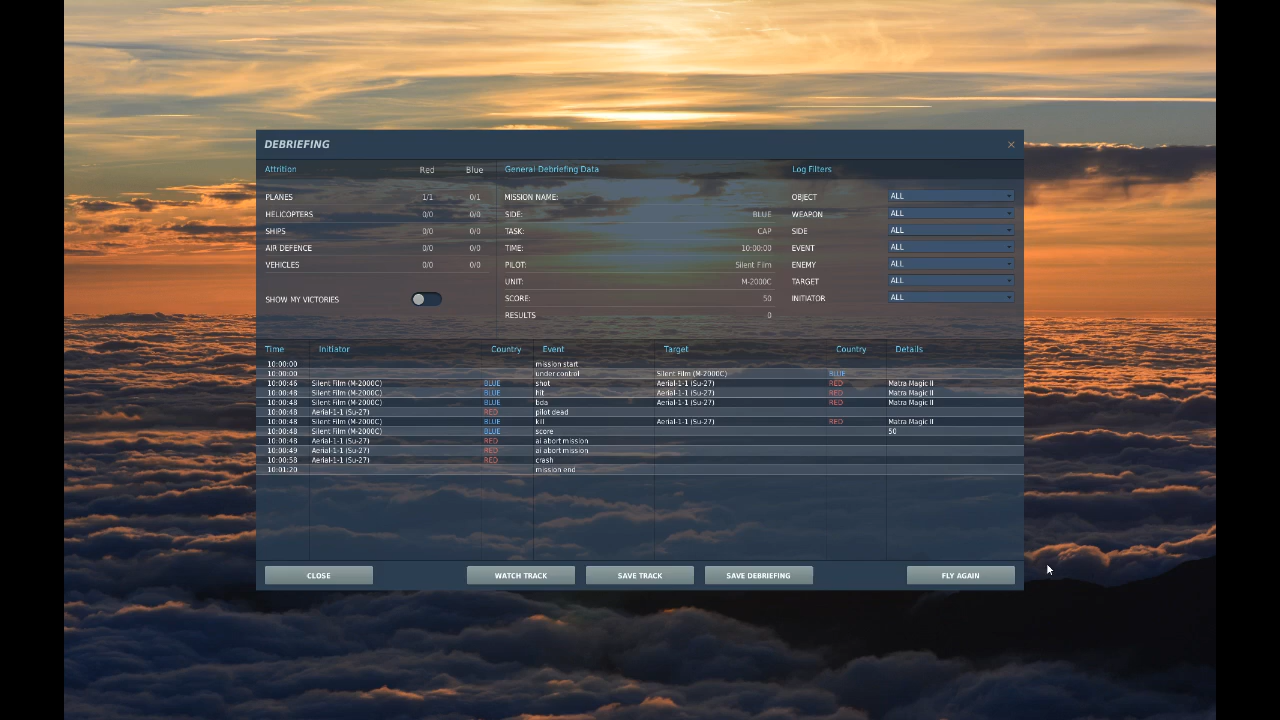 DEBRIEFING ×
Attrition Red Blue General Debriefing Data Log Filters
PLANES 1/1 0/1 MISSION NAME: OBJECT ALL
HELICOPTERS 0/0 0/0 SIDE: BLUE WEAPON ALL
SHIPS 0/0 0/0 TASK: CAP SIDE ALL
AIR DEFENCE 0/0 0/0 TIME: 10:00:00 EVENT ALL
VEHICLES 0/0 0/0 PILOT: Silent Film ENEMY ALL
UNIT: M-2000C TARGET ALL
SHOW MY VICTORIES SCORE: 50 INITIATOR ALL
RESULTS 0
Time Initiator Country Event Target Country Details
10:00:00 mission start
10:00:00 under control Silent Film (M-2000C) BLUE
10:00:46 Silent Film (M-2000C) BLUE shot Aerial-1-1 (Su-27) RED Matra Magic II
10:00:48 Silent Film (M-2000C) BLUE hit Aerial-1-1 (Su-27) RED Matra Magic II
10:00:48 Silent Film (M-2000C) BLUE bda Aerial-1-1 (Su-27) RED Matra Magic II
10:00:48 Aerial-1-1 (Su-27) RED pilot dead
10:00:48 Silent Film (M-2000C) BLUE kill Aerial-1-1 (Su-27) RED Matra Magic II
10:00:48 Silent Film (M-2000C) BLUE score 50
10:00:48 Aerial-1-1 (Su-27) RED ai abort mission
10:00:49 Aerial-1-1 (Su-27) RED ai abort mission
10:00:58 Aerial-1-1 (Su-27) RED crash
10:01:20 mission end
CLOSE WATCH TRACK SAVE TRACK SAVE DEBRIEFING FLY AGAIN